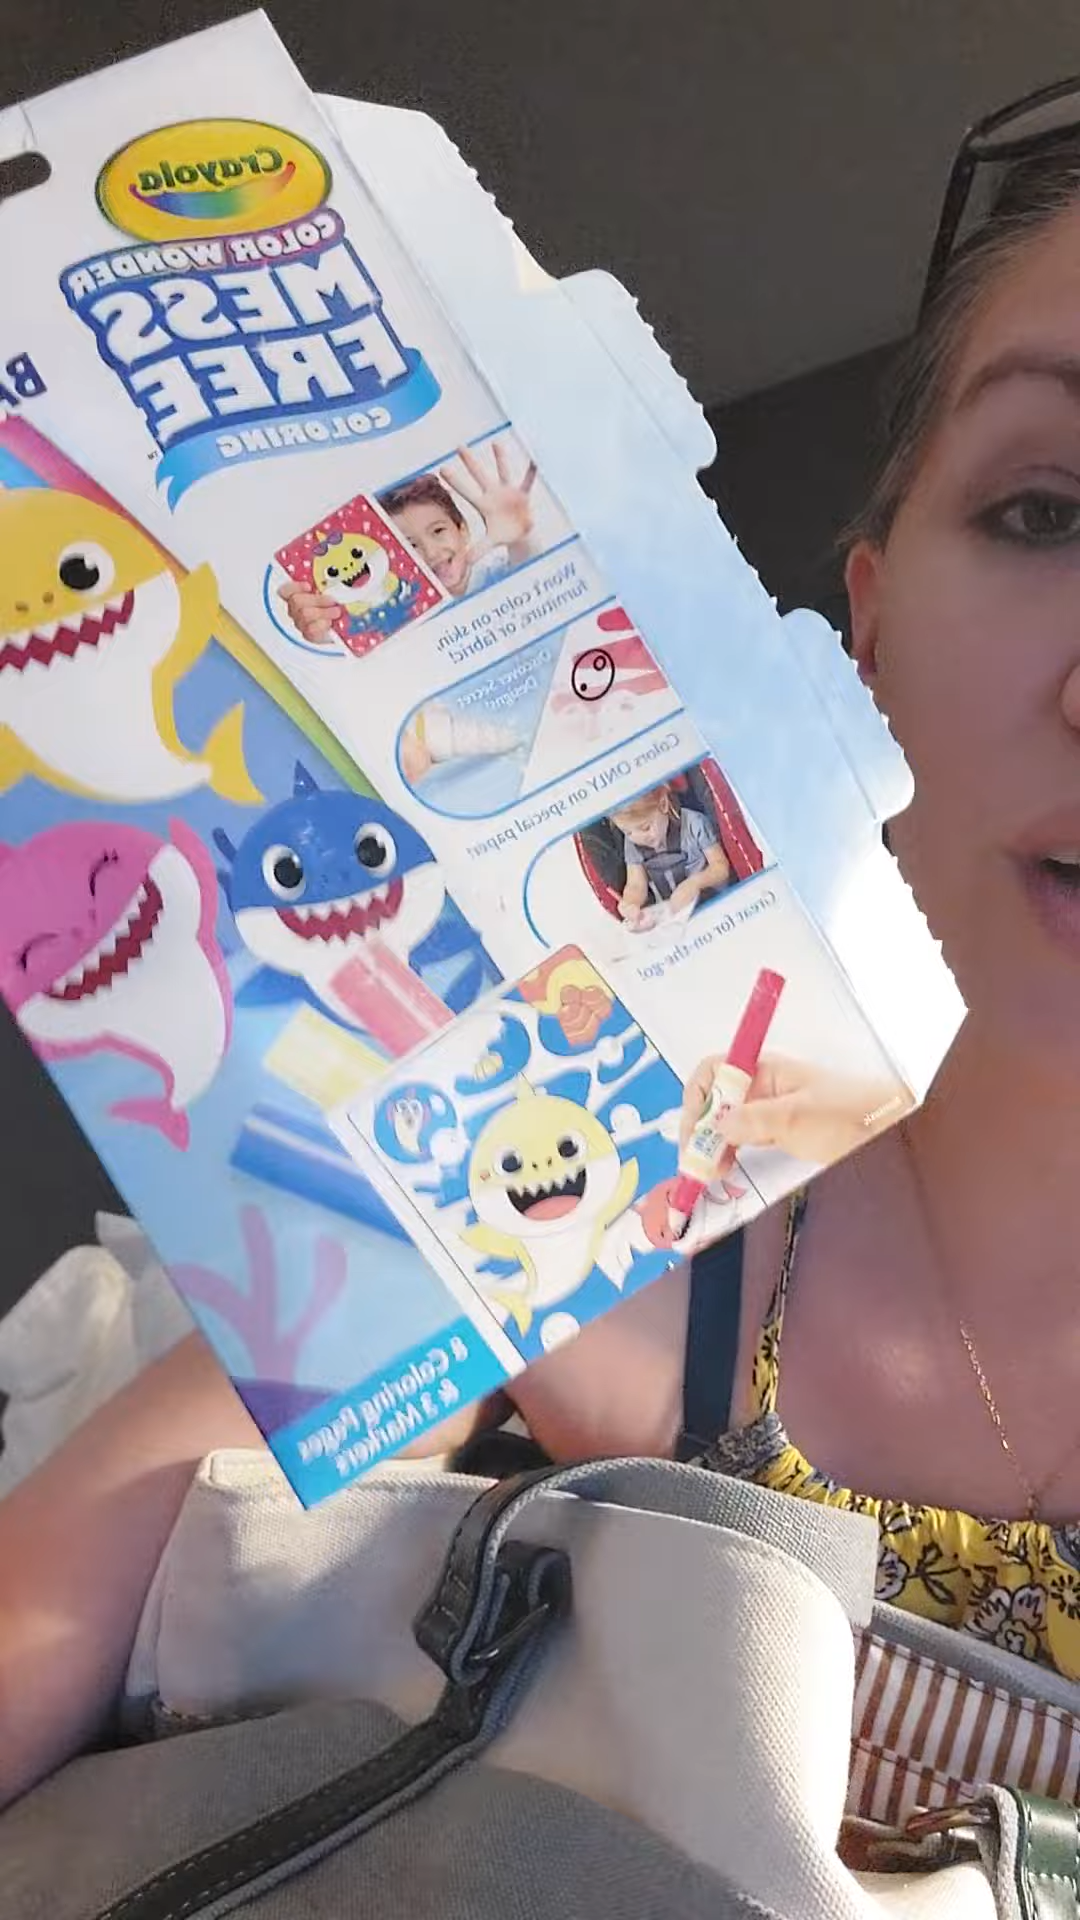 Crayola
COLOR WONDER
MESS
FREE
COLORING
BA
Won't color on skin,
furniture, or fabric!
Discover Secret
Designs!
Colors ONLY on special paper!
Great for on-the-go!
8 Coloring Pages
& 3 Markers